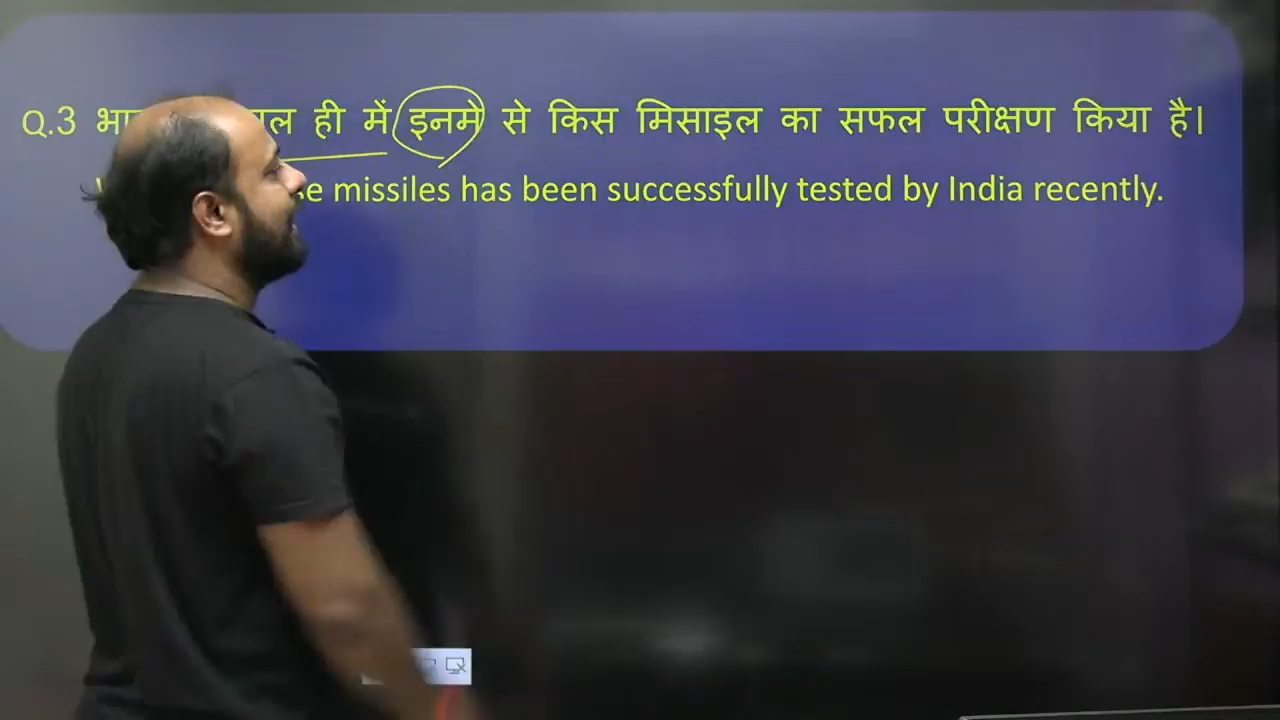 Q.3 ही में इनमे से किस मिसाइल का सफल परीक्षण किया है।
missiles has been successfully tested by India recently.